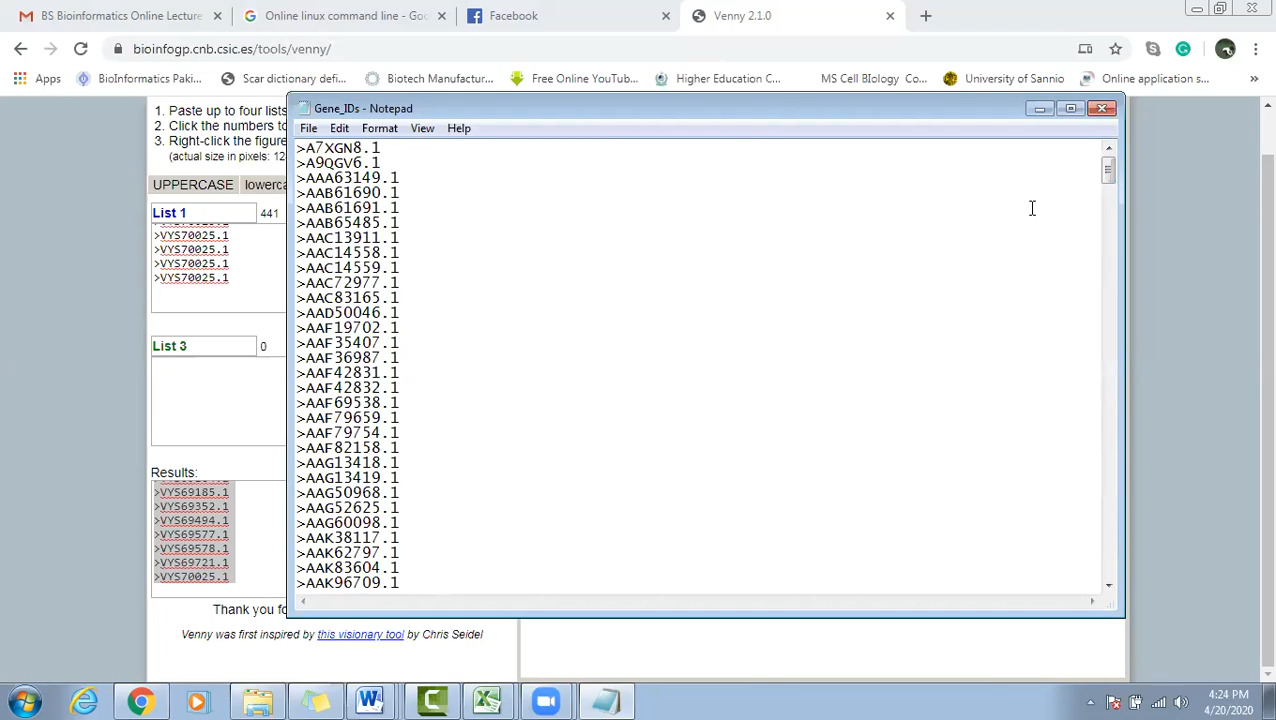 BS Bioinformatics Online Lecture
Online linux command line - Goo
Facebook
Venny 2.1.0
bioinfogp.cnb.csic.es/tools/venny/
Apps
BioInformatics Paki...
Scar dictionary defi...
Biotech Manufactur...
Free Online YouTub...
Higher Education C...
MS Cell BIology Co...
University of Sannio
Online application s...
»
1. Paste up to four lists
2. Click the numbers to
3. Right-click the figure
(actual size in pixels: 12
UPPERCASE
lowerca
List 1
441
>VYS70025.1
>VYS70025.1
>VYS70025.1
>VYS70025.1
List 3
0
Results:
>VYS69185.1
>VYS69352.1
>VYS69494.1
>VYS69577.1
>VYS69578.1
>VYS69721.1
>VYS70025.1
Thank you fo
Venny was first inspired by this visionary tool by Chris Seidel
Gene_IDs - Notepad
File
Edit
Format
View
Help
>A7XGN8.1
>A9QGV6.1
>AAA63149.1
>AAB61690.1
>AAB61691.1
>AAB65485.1
>AAC13911.1
>AAC14558.1
>AAC14559.1
>AAC72977.1
>AAC83165.1
>AAD50046.1
>AAF19702.1
>AAF35407.1
>AAF36987.1
>AAF42831.1
>AAF42832.1
>AAF69538.1
>AAF79659.1
>AAF79754.1
>AAF82158.1
>AAG13418.1
>AAG13419.1
>AAG50968.1
>AAG52625.1
>AAG60098.1
>AAK38117.1
>AAK62797.1
>AAK83604.1
>AAK96709.1
4:24 PM
4/20/2020